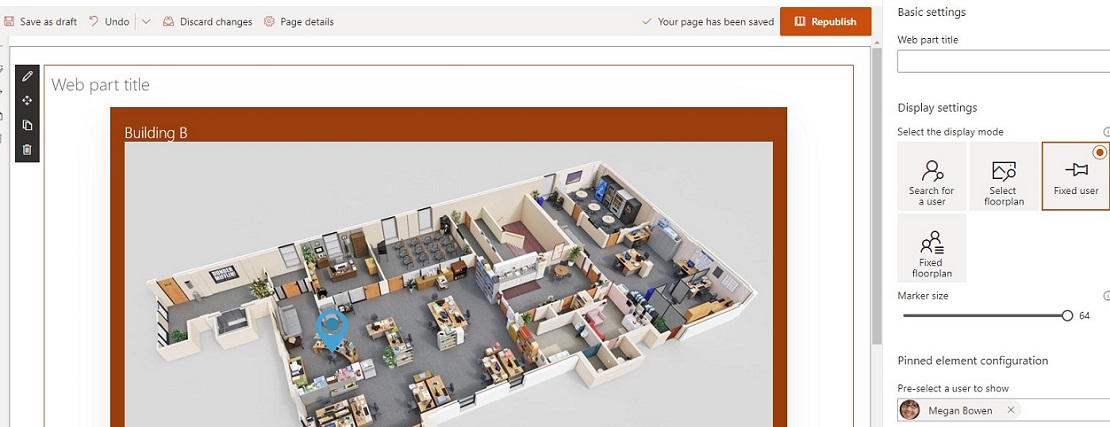 Save as draft
Undo
Discard changes
Page details
Your page has been saved
Republish
Web part title
Building B
DUNDER
MIFFLIN
Basic settings
Web part title
Display settings
Select the display mode
Search for
a user
Select
floorplan
Fixed user
Fixed
floorplan
Marker size
64
Pinned element configuration
Pre-select a user to show
Megan Bowen